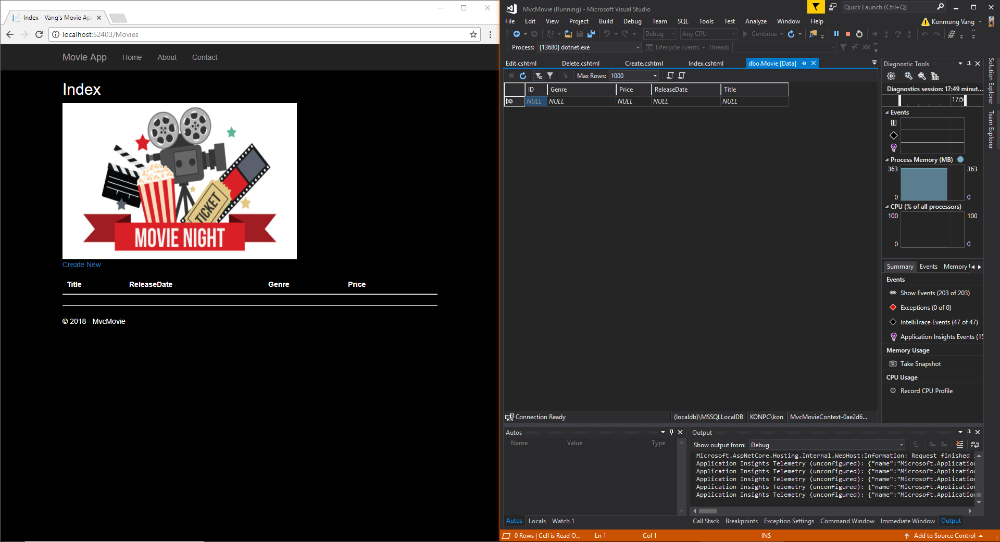 Index - Vang's Movie Ap
localhost:52403/Movies
Movie App Home About Contact
Index
TICKET
MOVIE NIGHT
Create New
Title ReleaseDate Genre Price
© 2018 - MvcMovie
MvcMovie (Running) - Microsoft Visual Studio
Quick Launch (Ctrl+Q)
File Edit View Project Build Debug Team SQL Tools Test Analyze Window Help
Konmong Vang
Debug Any CPU Continue
Process: [13680] dotnet.exe Lifecycle Events Thread:
Edit.cshtml Delete.cshtml Create.cshtml Index.cshtml dbo.Movie [Data]
Max Rows: 1000
ID Genre Price ReleaseDate Title
NULL NULL NULL NULL NULL
Connection Ready (localdb)\MSSQLLocalDB KONPC\kon MvcMovieContext-0ae2d6...
Diagnostic Tools
Diagnostics session: 17:49 minut...
17:5
Events
Process Memory (MB)
363 363
0 0
CPU (% of all processors)
100 100
0 0
Summary Events Memory
Events
Show Events (203 of 203)
Exceptions (0 of 0)
IntelliTrace Events (47 of 47)
Application Insights Events (15
Memory Usage
Take Snapshot
CPU Usage
Record CPU Profile
Solution Explorer
Team Explorer
Autos
Name Value Type
Autos Locals Watch 1
Output
Show output from: Debug
Microsoft.AspNetCore.Hosting.Internal.WebHost:Information: Request finished
Application Insights Telemetry (unconfigured): {"name":"Microsoft.Application
Application Insights Telemetry (unconfigured): {"name":"Microsoft.Application
Application Insights Telemetry (unconfigured): {"name":"Microsoft.Application
Application Insights Telemetry (unconfigured): {"name":"Microsoft.Application
Application Insights Telemetry (unconfigured): {"name":"Microsoft.Application
Call Stack Breakpoints Exception Settings Command Window Immediate Window Output
0 Rows | Cell is Read O... Ln 1 Col 1 INS Add to Source Control